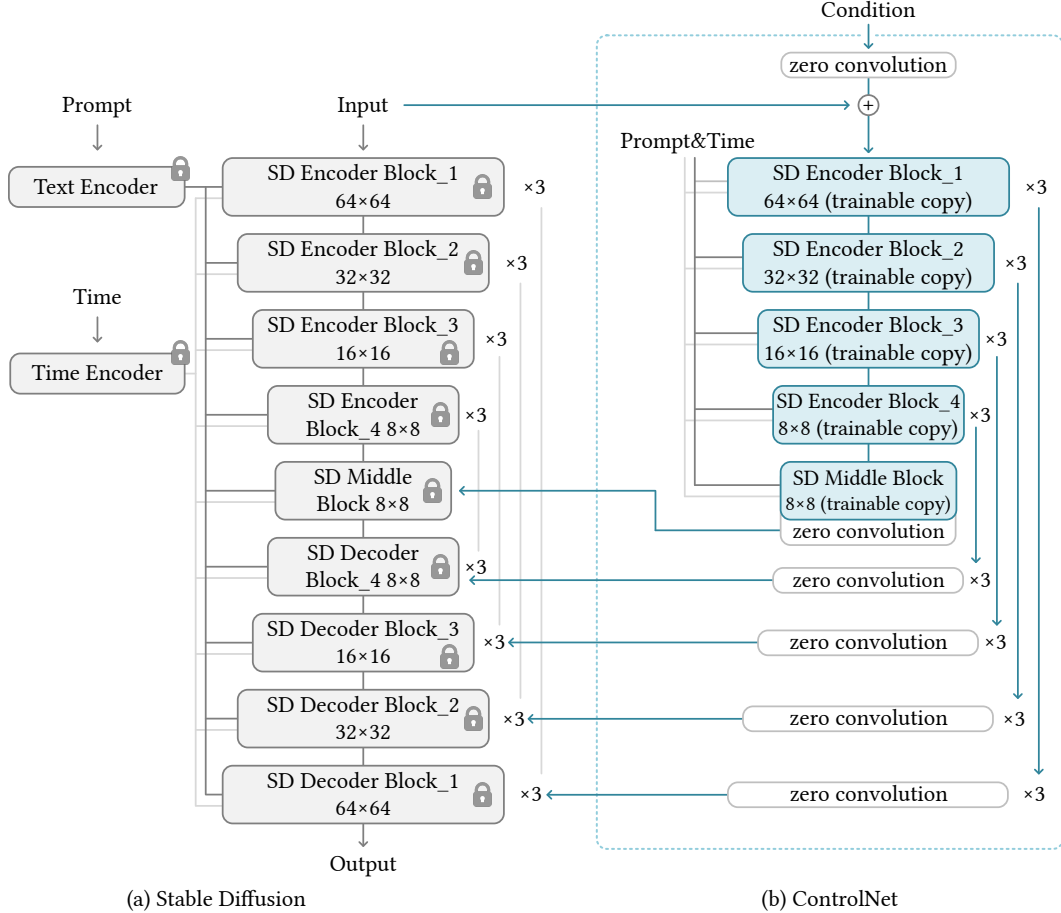 Prompt
Text Encoder
Time
Time Encoder
Input
SD Encoder Block_1
64×64
×3
SD Encoder Block_2
32×32
×3
SD Encoder Block_3
16×16
×3
SD Encoder
Block_4 8×8
×3
SD Middle
Block 8×8
SD Decoder
Block_4 8×8
×3
SD Decoder Block_3
16×16
×3
SD Decoder Block_2
32×32
×3
SD Decoder Block_1
64×64
×3
Output
(a) Stable Diffusion
Condition
zero convolution
+
Prompt&Time
SD Encoder Block_1
64×64 (trainable copy)
×3
SD Encoder Block_2
32×32 (trainable copy)
×3
SD Encoder Block_3
16×16 (trainable copy)
×3
SD Encoder Block_4
8×8 (trainable copy)
×3
SD Middle Block
8×8 (trainable copy)
zero convolution
zero convolution
×3
zero convolution
×3
zero convolution
×3
zero convolution
×3
(b) ControlNet